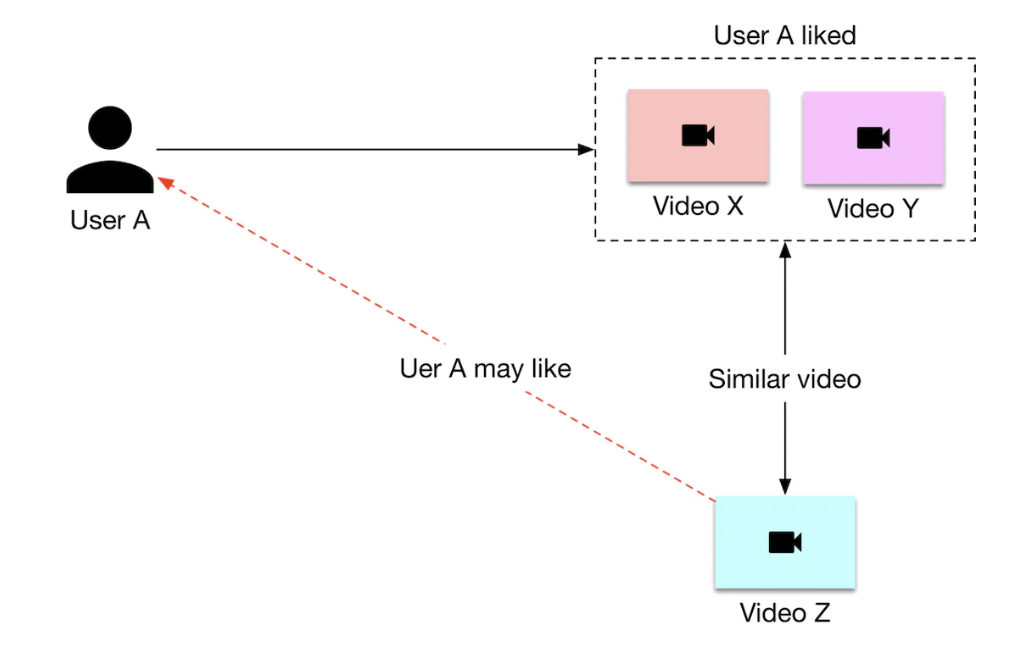 User A liked
Video X
Video Y
User A
Uer A may like
Similar video
Video Z